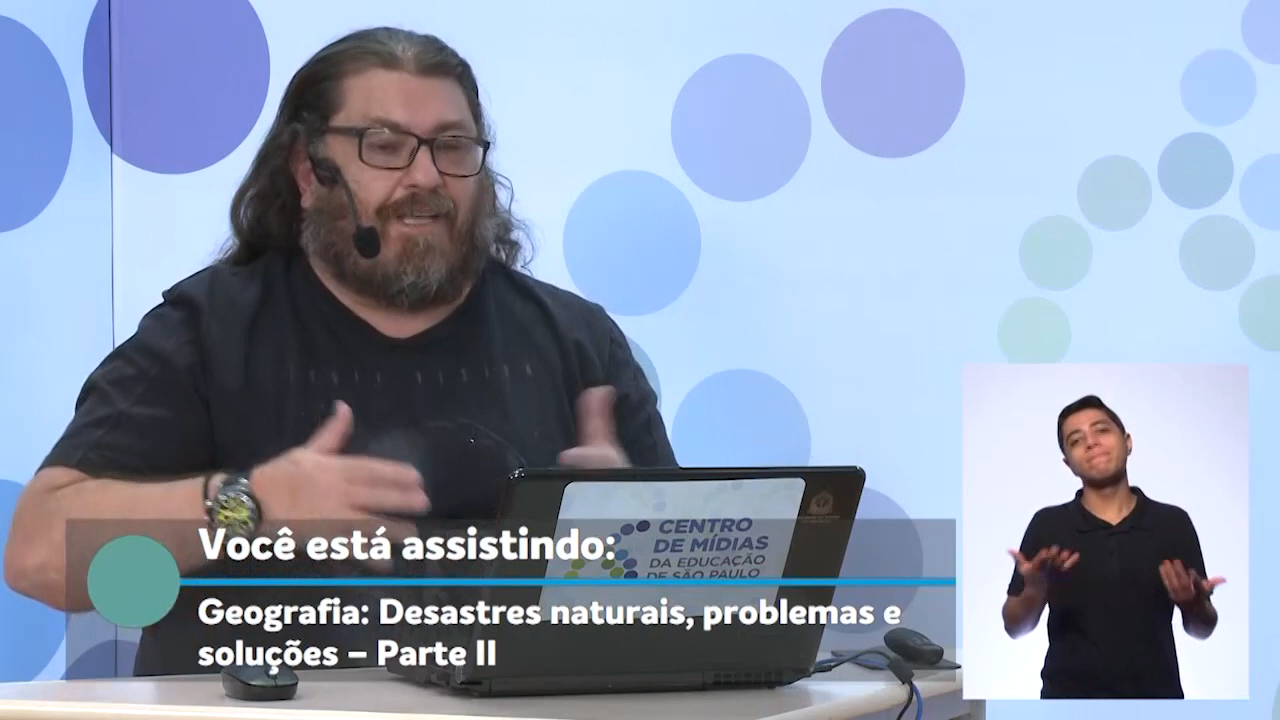 CENTRO
DE MÍDIAS
DA EDUCAÇÃO
DE SÃO PAULO
Você está assistindo:
Geografia: Desastres naturais, problemas e
soluções – Parte II